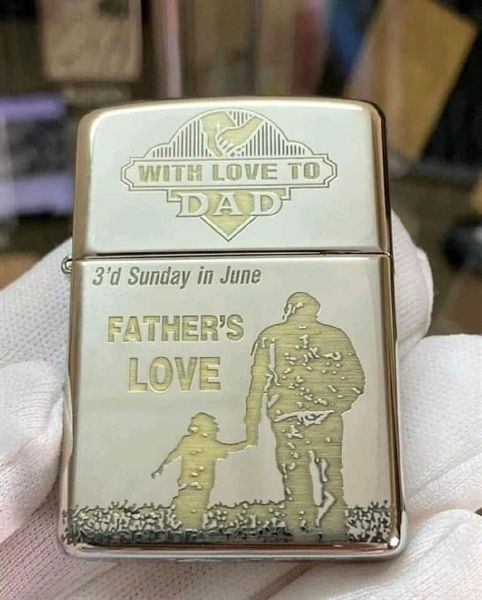 WITH LOVE TO
DAD
3'd Sunday in June
FATHER'S
LOVE